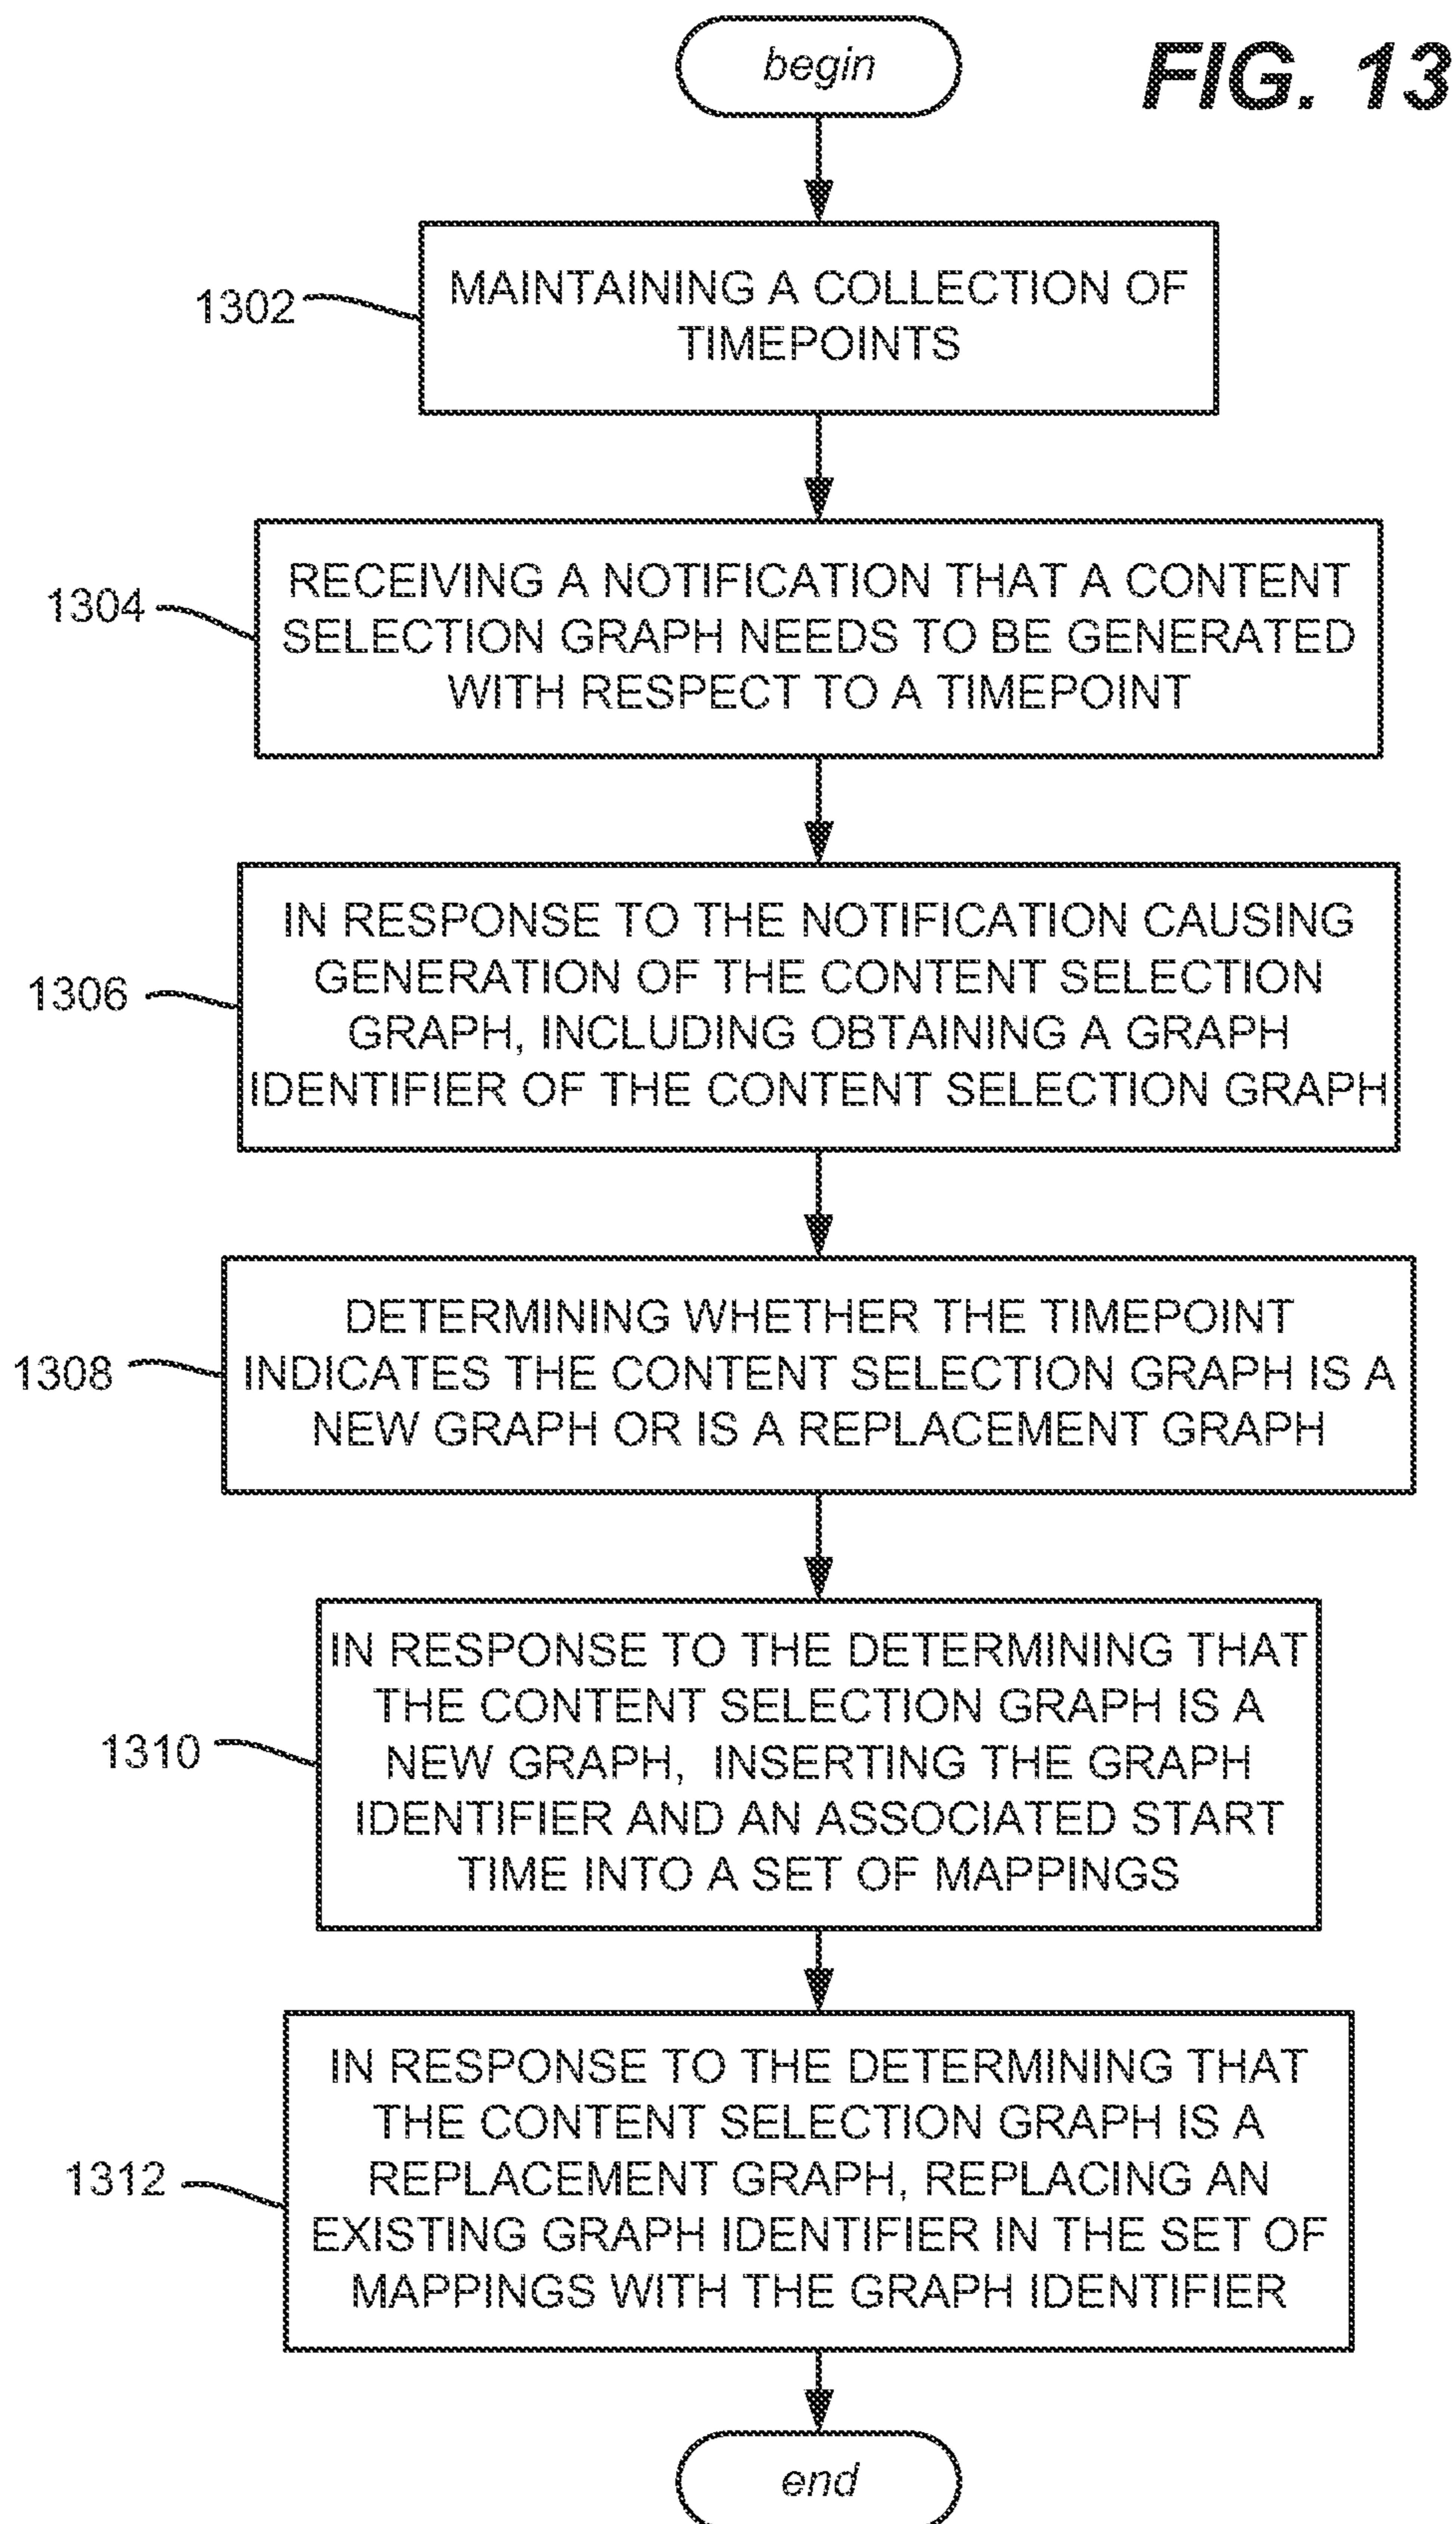 begin
FIG. 13
1302
MAINTAINING A COLLECTION OF
TIMEPOINTS
1304
RECEIVING A NOTIFICATION THAT A CONTENT
SELECTION GRAPH NEEDS TO BE GENERATED
WITH RESPECT TO A TIMEPOINT
1306
IN RESPONSE TO THE NOTIFICATION CAUSING
GENERATION OF THE CONTENT SELECTION
GRAPH, INCLUDING OBTAINING A GRAPH
IDENTIFIER OF THE CONTENT SELECTION GRAPH
1308
DETERMINING WHETHER THE TIMEPOINT
INDICATES THE CONTENT SELECTION GRAPH IS A
NEW GRAPH OR IS A REPLACEMENT GRAPH
1310
IN RESPONSE TO THE DETERMINING THAT
THE CONTENT SELECTION GRAPH IS A
NEW GRAPH, INSERTING THE GRAPH
IDENTIFIER AND AN ASSOCIATED START
TIME INTO A SET OF MAPPINGS
1312
IN RESPONSE TO THE DETERMINING THAT
THE CONTENT SELECTION GRAPH IS A
REPLACEMENT GRAPH, REPLACING AN
EXISTING GRAPH IDENTIFIER IN THE SET OF
MAPPINGS WITH THE GRAPH IDENTIFIER
end